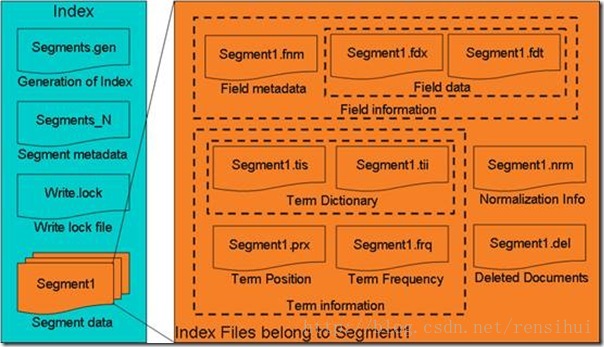 Index
Segments.gen
Generation of Index
Segments_N
Segment metadata
Write.lock
Write lock file
Segment1
Segment data
Segment1.fnm
Field metadata
Segment1.fdx
Segment1.fdt
Field data
Field information
Segment1.tis
Segment1.tii
Term Dictionary
Segment1.nrm
Normalization Info
Segment1.prx
Term Position
Segment1.frq
Term Frequency
Segment1.del
Deleted Documents
Term information
Index Files belong to Segment1
http://blog.csdn.net/rensihui